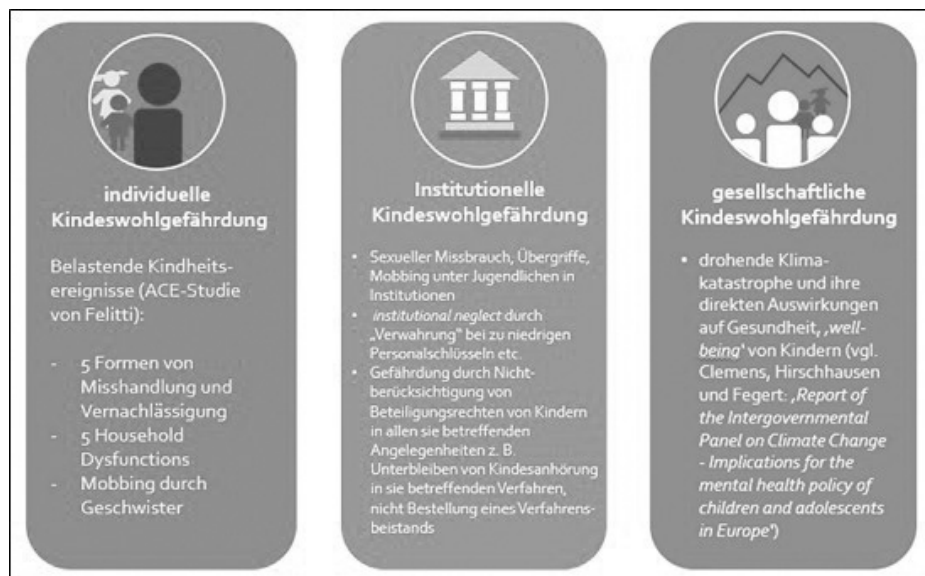 individuelle
Kindeswohlgefährdung
Belastende Kindheits-
ereignisse (ACE-Studie
von Felitti):
- 5 Formen von
Misshandlung und
Vernachlässigung
- 5 Household
Dysfunctions
- Mobbing durch
Geschwister
Institutionelle
Kindeswohlgefährdung
• Sexueller Missbrauch, Übergriffe,
Mobbing unter Jugendlichen in
Institutionen
• institutional neglect durch
„Verwahrung“ bei zu niedrigen
Personalschlüsseln etc.
• Gefährdung durch Nicht-
berücksichtigung von
Beteiligungsrechten von Kindern
in allen sie betreffenden
Angelegenheiten z. B.
Unterbleiben von Kindesanhörung
in sie betreffenden Verfahren,
nicht Bestellung eines Verfahrens-
beistands
gesellschaftliche
Kindeswohlgefährdung
• drohende Klima-
katastrophe und ihre
direkten Auswirkungen
auf Gesundheit, ‚well-
being‘ von Kindern (vgl.
Clemens, Hirschhausen
und Fegert: ‚Report of
the Intergovernmental
Panel on Climate Change
- Implications for the
mental health policy of
children and adolescents
in Europe‘)